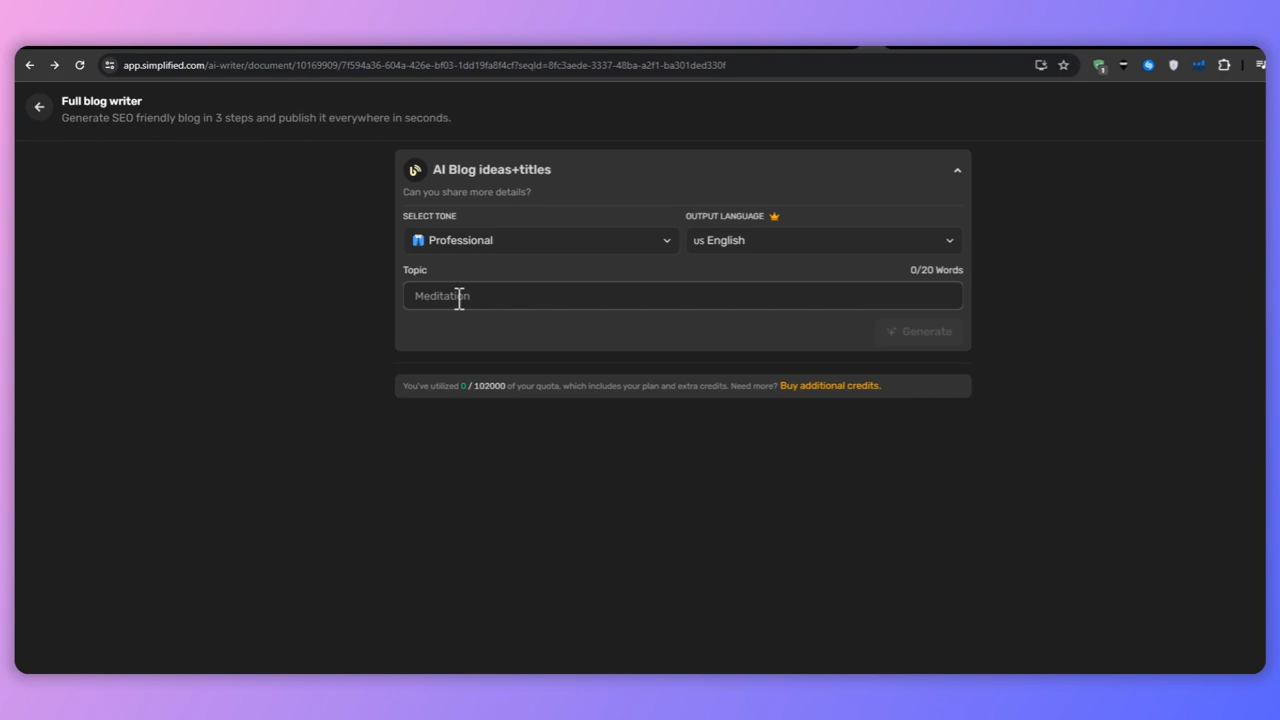 app.simplified.com/ai-writer/document/10169909/7f594a36-604a-426e-bf03-1dd19fa8f4cf?seqId=8fc3aede-3337-48ba-a2f1-ba301ded330f
1
Full blog writer
Generate SEO friendly blog in 3 steps and publish it everywhere in seconds.
AI Blog ideas+titles
Can you share more details?
SELECT TONE OUTPUT LANGUAGE
Professional us English
Topic 0/20 Words
Meditation
Generate
You've utilized 0 / 102000 of your quota, which includes your plan and extra credits. Need more? Buy additional credits.